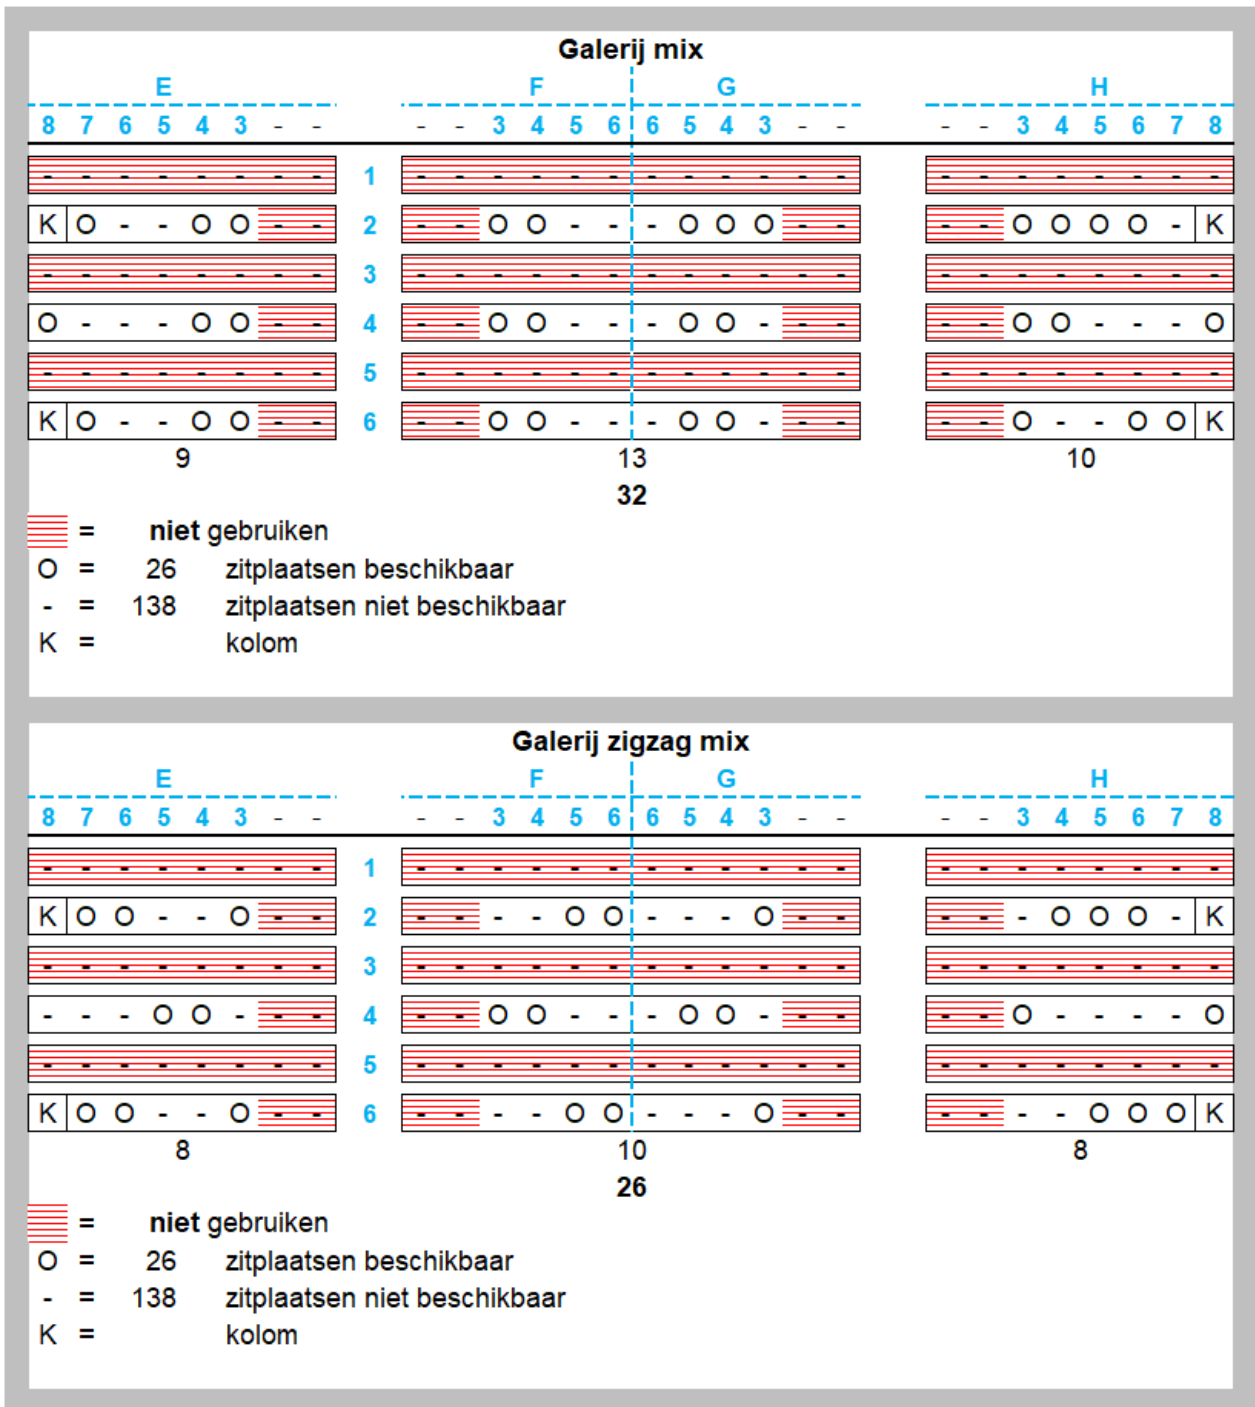 Galerij mix
E F G H
8 7 6 5 4 3 - - - - 3 4 5 6 6 5 4 3 - - - - 3 4 5 6 7 8
- - - - - - - - 1 - - - - - - - - - - - - - - - - - - - -
K O - - O O - - 2 - - O O - - - O O O - - - - O O O O - K
- - - - - - - - 3 - - - - - - - - - - - - - - - - - - - -
O - - - O O - - 4 - - O O - - - O O - - - - - O O - - - O
- - - - - - - - 5 - - - - - - - - - - - - - - - - - - - -
K O - - O O - - 6 - - O O - - - O O - - - - - O - - O O K
9 13 10
32
= niet gebruiken
O = 26 zitplaatsen beschikbaar
- = 138 zitplaatsen niet beschikbaar
K = kolom
Galerij zigzag mix
E F G H
8 7 6 5 4 3 - - - - 3 4 5 6 6 5 4 3 - - - - 3 4 5 6 7 8
- - - - - - - - 1 - - - - - - - - - - - - - - - - - - - -
K O O - - O - - 2 - - - - O O - - - O - - - - - O O O - K
- - - - - - - - 3 - - - - - - - - - - - - - - - - - - - -
- - - O O - - - 4 - - O O - - - O O - - - - - O - - - - O
- - - - - - - - 5 - - - - - - - - - - - - - - - - - - - -
K O O - - O - - 6 - - - - O O - - - O - - - - - - O O O K
8 10 8
26
= niet gebruiken
O = 26 zitplaatsen beschikbaar
- = 138 zitplaatsen niet beschikbaar
K = kolom